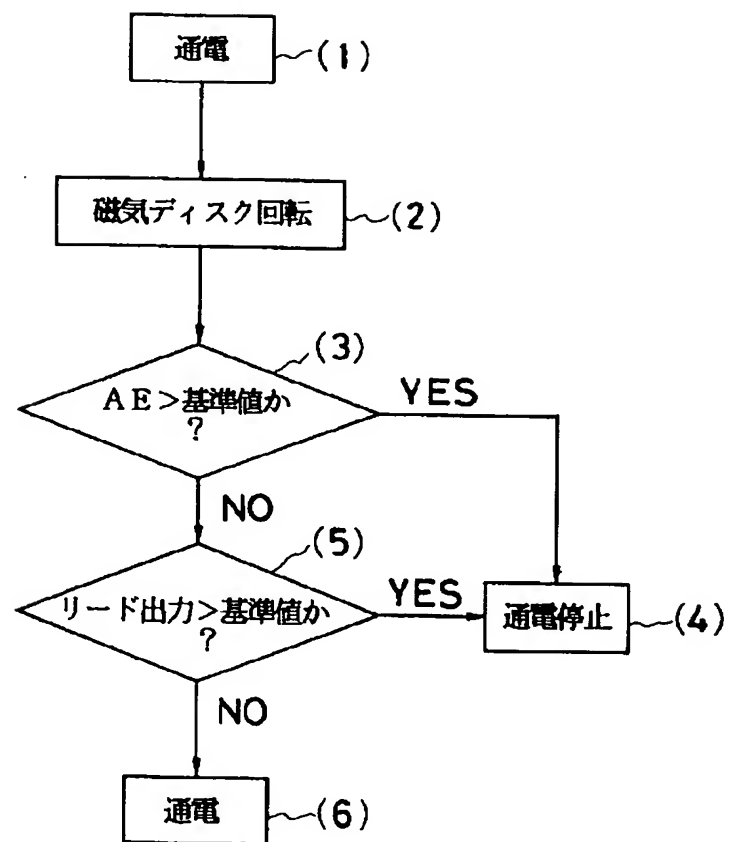 通電
(1)
磁気ディスク回転
(2)
(3)
AE>基準値か
?
YES
NO
(5)
リード出力>基準値か
?
YES
通電停止
(4)
NO
通電
(6)